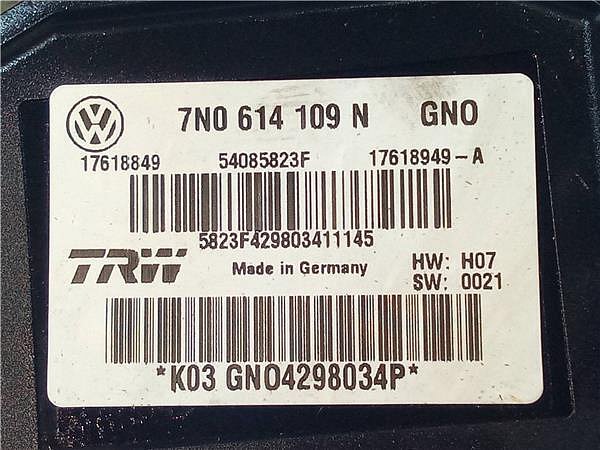 7N0 614 109 N GNO
17618849 54085823F 17618949-A
5823F429803411145
TRW Made in Germany HW: H07
SW: 0021
*K03 GNO4298034P*